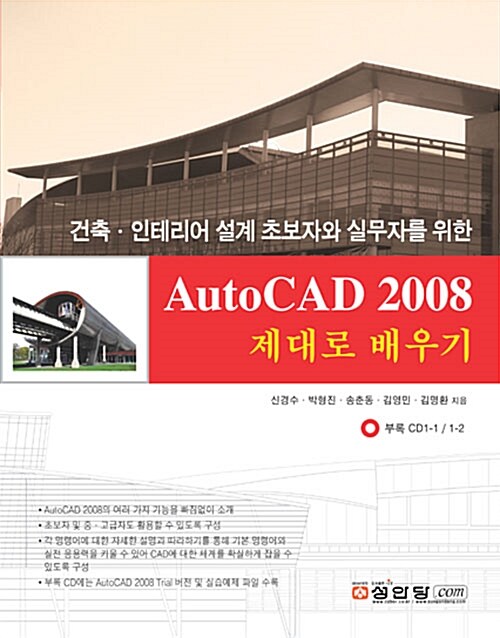 건축 · 인테리어 설계 초보자와 실무자를 위한
AutoCAD 2008
제대로 배우기
신경수 · 박형진 · 송춘동 · 김영민 · 김명환 지음
부록 CD1-1 / 1-2
• AutoCAD 2008의 여러 가지 기능을 빠짐없이 소개
• 초보자 및 중 · 고급자도 활용할 수 있도록 구성
• 각 명령어에 대한 자세한 설명과 따라하기를 통해 기본 명령어와
실전 응용력을 키울 수 있어 CAD에 대한 세계를 확실하게 잡을 수
있도록 구성
• 부록 CD에는 AutoCAD 2008 Trial 버전 및 실습예제 파일 수록
성안당.com